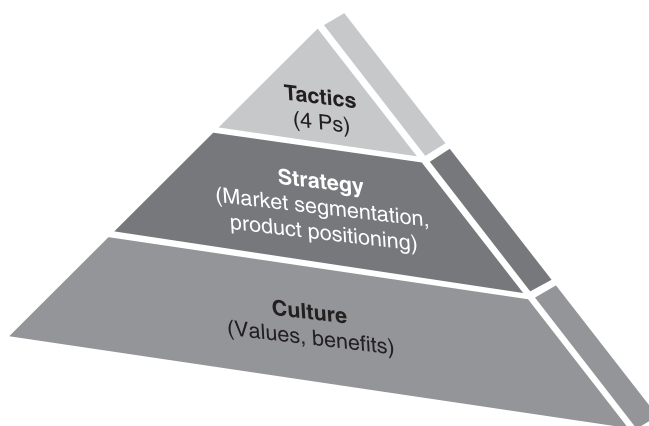 Tactics
(4 Ps)
Strategy
(Market segmentation,
product positioning)
Culture
(Values, benefits)